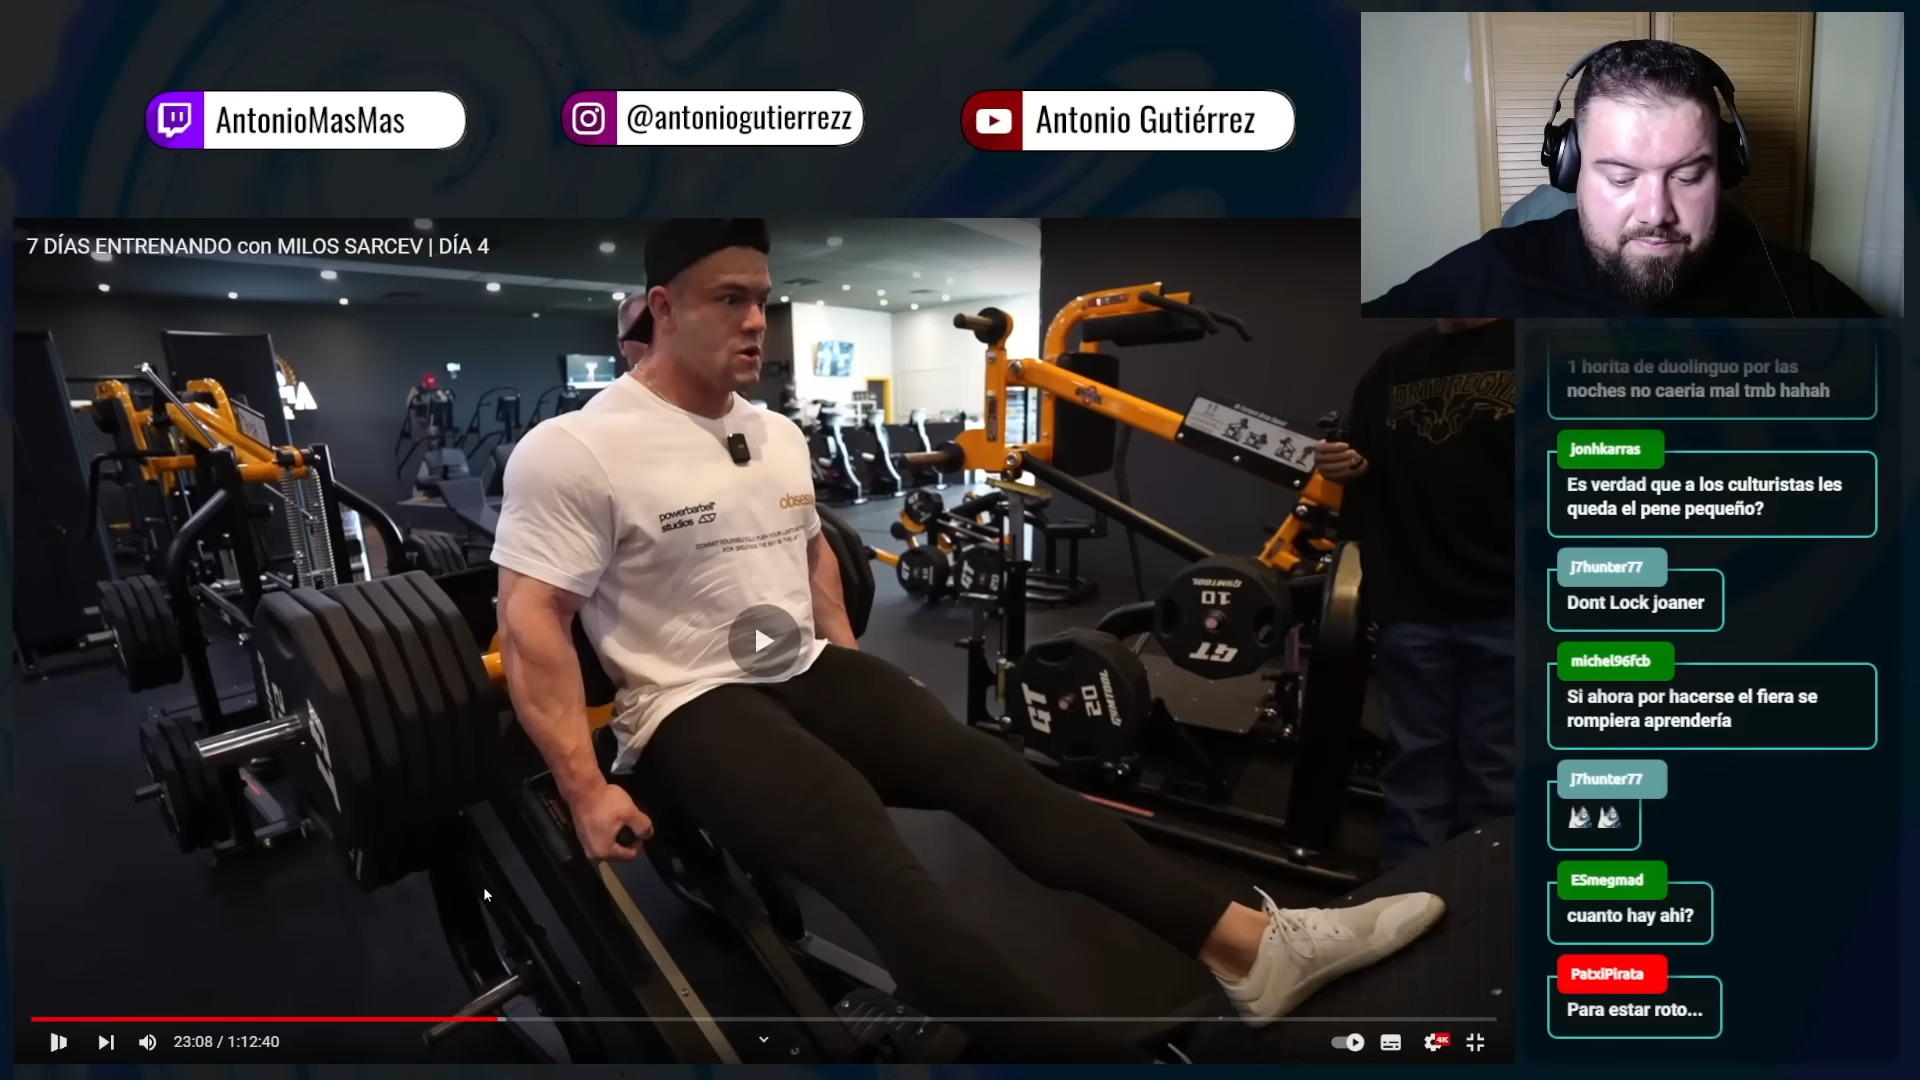 AntonioMasMas
@antoniogutierrezz
Antonio Gutiérrez
7 DÍAS ENTRENANDO con MILOS SARCEV | DÍA 4
powerbarbell
studios
10
GT
GT
20
GYMTOOL
1 horita de duolinguo por las
noches no caeria mal tmb hahah
jonhkarras
Es verdad que a los culturistas les
queda el pene pequeño?
j7hunter77
Dont Lock joaner
michel96fcb
Si ahora por hacerse el fiera se
rompiera aprendería
j7hunter77
ESmegmad
cuanto hay ahi?
PatxiPirata
Para estar roto...
23:08 / 1:12:40
4K